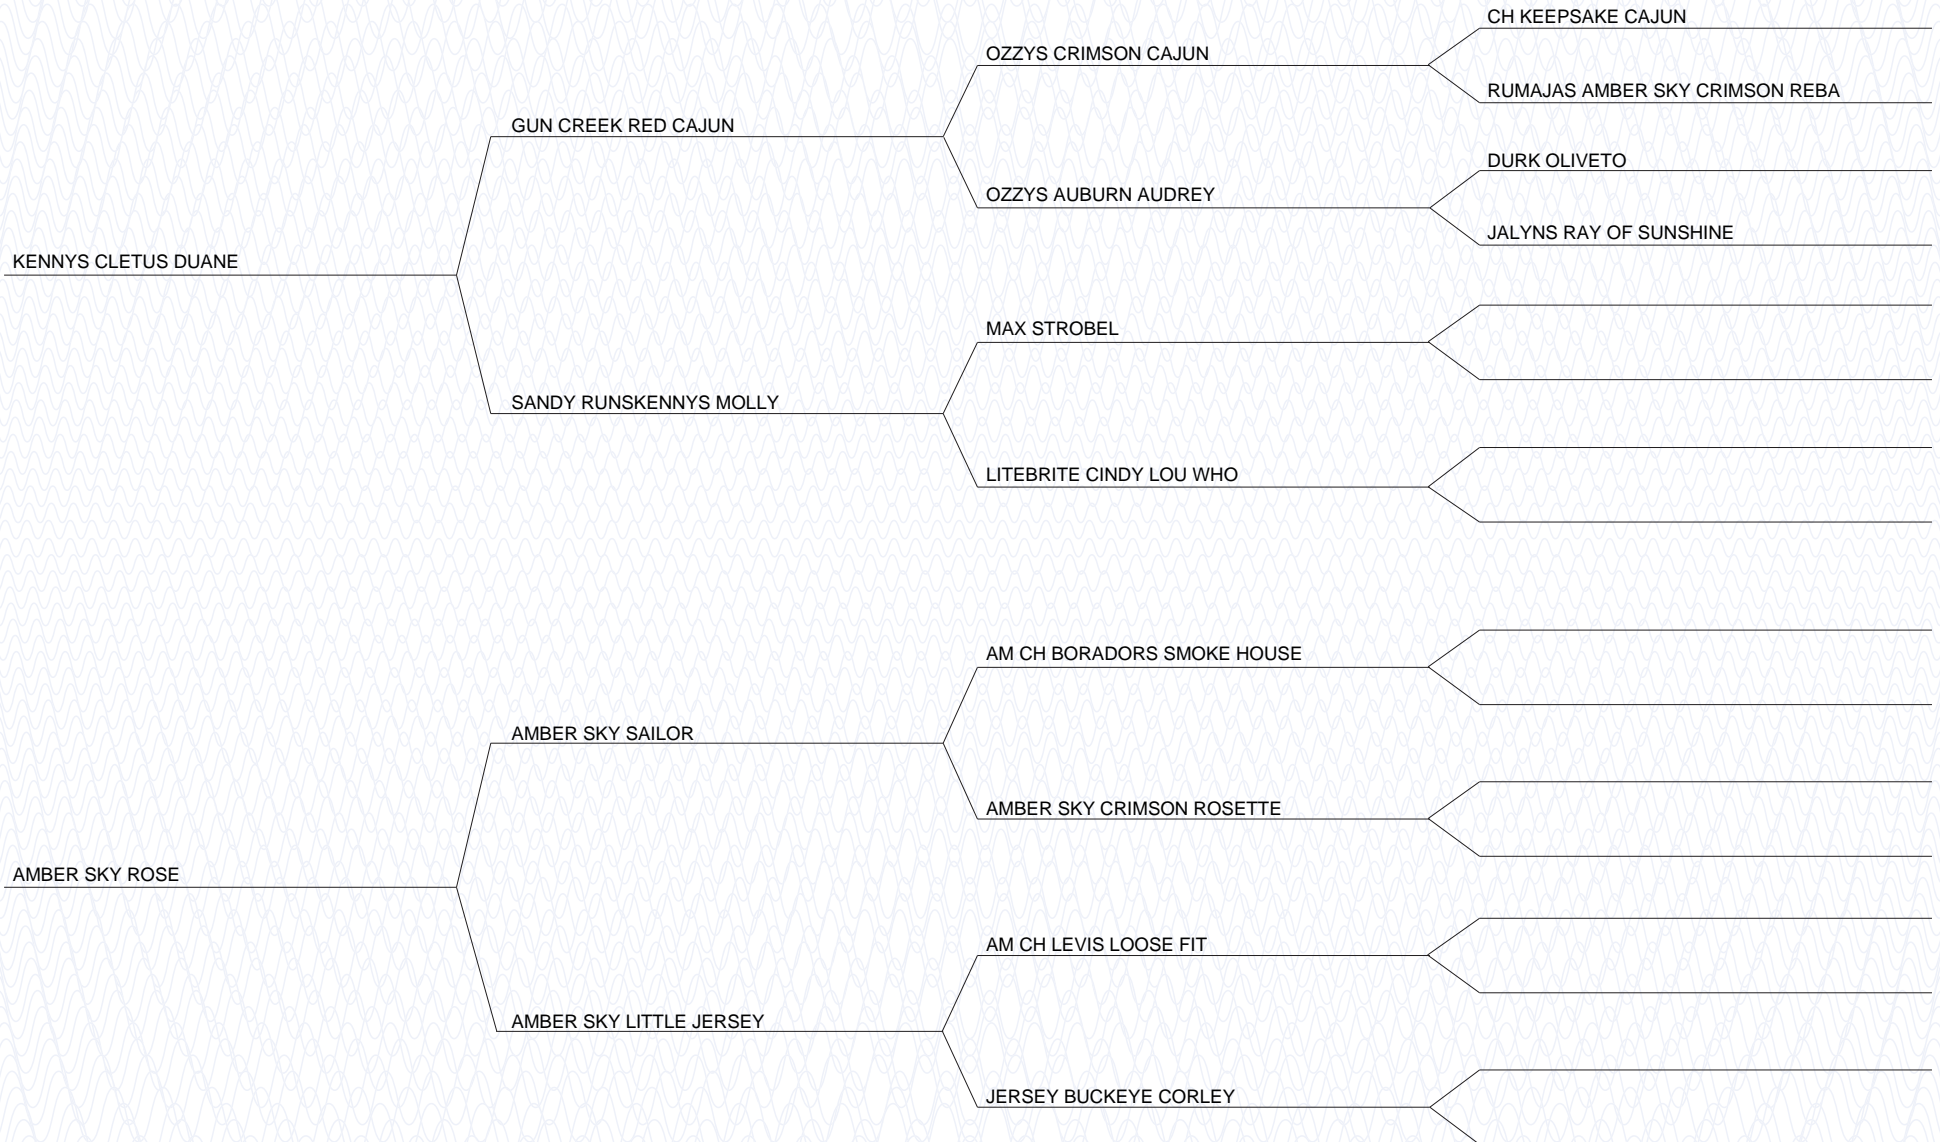 CH KEEPSAKE CAJUN
OZZYS CRIMSON CAJUN
RUMAJAS AMBER SKY CRIMSON REBA
GUN CREEK RED CAJUN
DURK OLIVETO
OZZYS AUBURN AUDREY
JALYNS RAY OF SUNSHINE
KENNYS CLETUS DUANE
MAX STROBEL
SANDY RUNSKENNYS MOLLY
LITEBRITE CINDY LOU WHO
AM CH BORADORS SMOKE HOUSE
AMBER SKY SAILOR
AMBER SKY CRIMSON ROSETTE
AMBER SKY ROSE
AM CH LEVIS LOOSE FIT
AMBER SKY LITTLE JERSEY
JERSEY BUCKEYE CORLEY